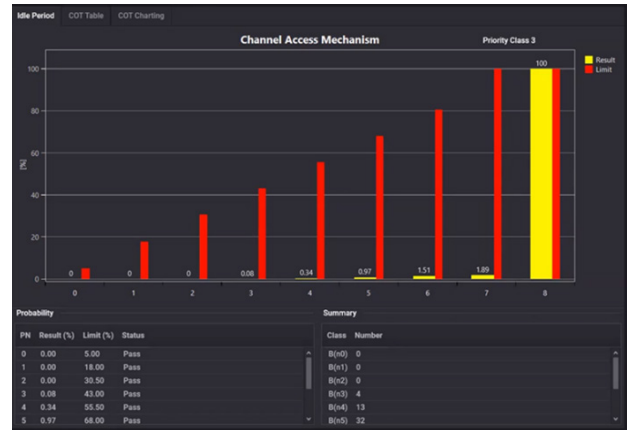 Idle Period COT Table COT Charting
Channel Access Mechanism Priority Class 3
Result
Limit
[%]
100
80
60
40
20
0
0 0 0 0.08 0.34 0.97 1.51 1.89 100
0 1 2 3 4 5 6 7 8
Probability Summary
PN Result (%) Limit (%) Status Class Number
0 0.00 5.00 Pass B(n0) 0
1 0.00 18.00 Pass B(n1) 0
2 0.00 30.50 Pass B(n2) 0
3 0.08 43.00 Pass B(n3) 4
4 0.34 55.50 Pass B(n4) 13
5 0.97 68.00 Pass B(n5) 32